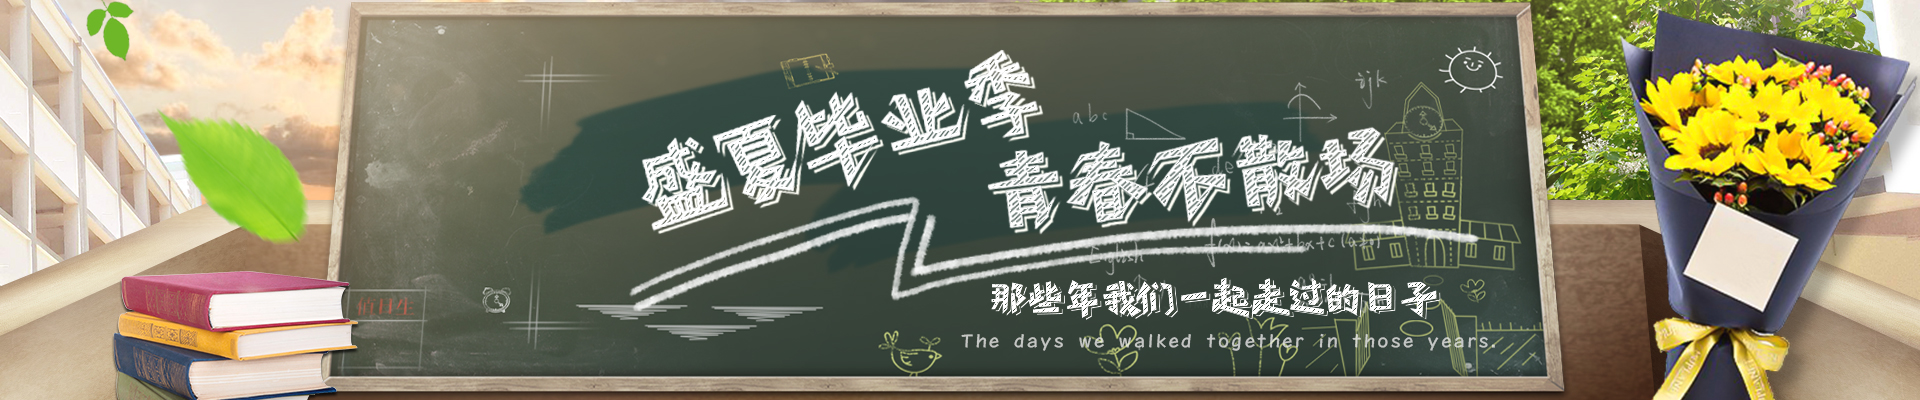 盛夏毕业季
青春不散场
那些年我们一起走过的日子
The days we walked together in those years.
abc
ijk
English
值日生